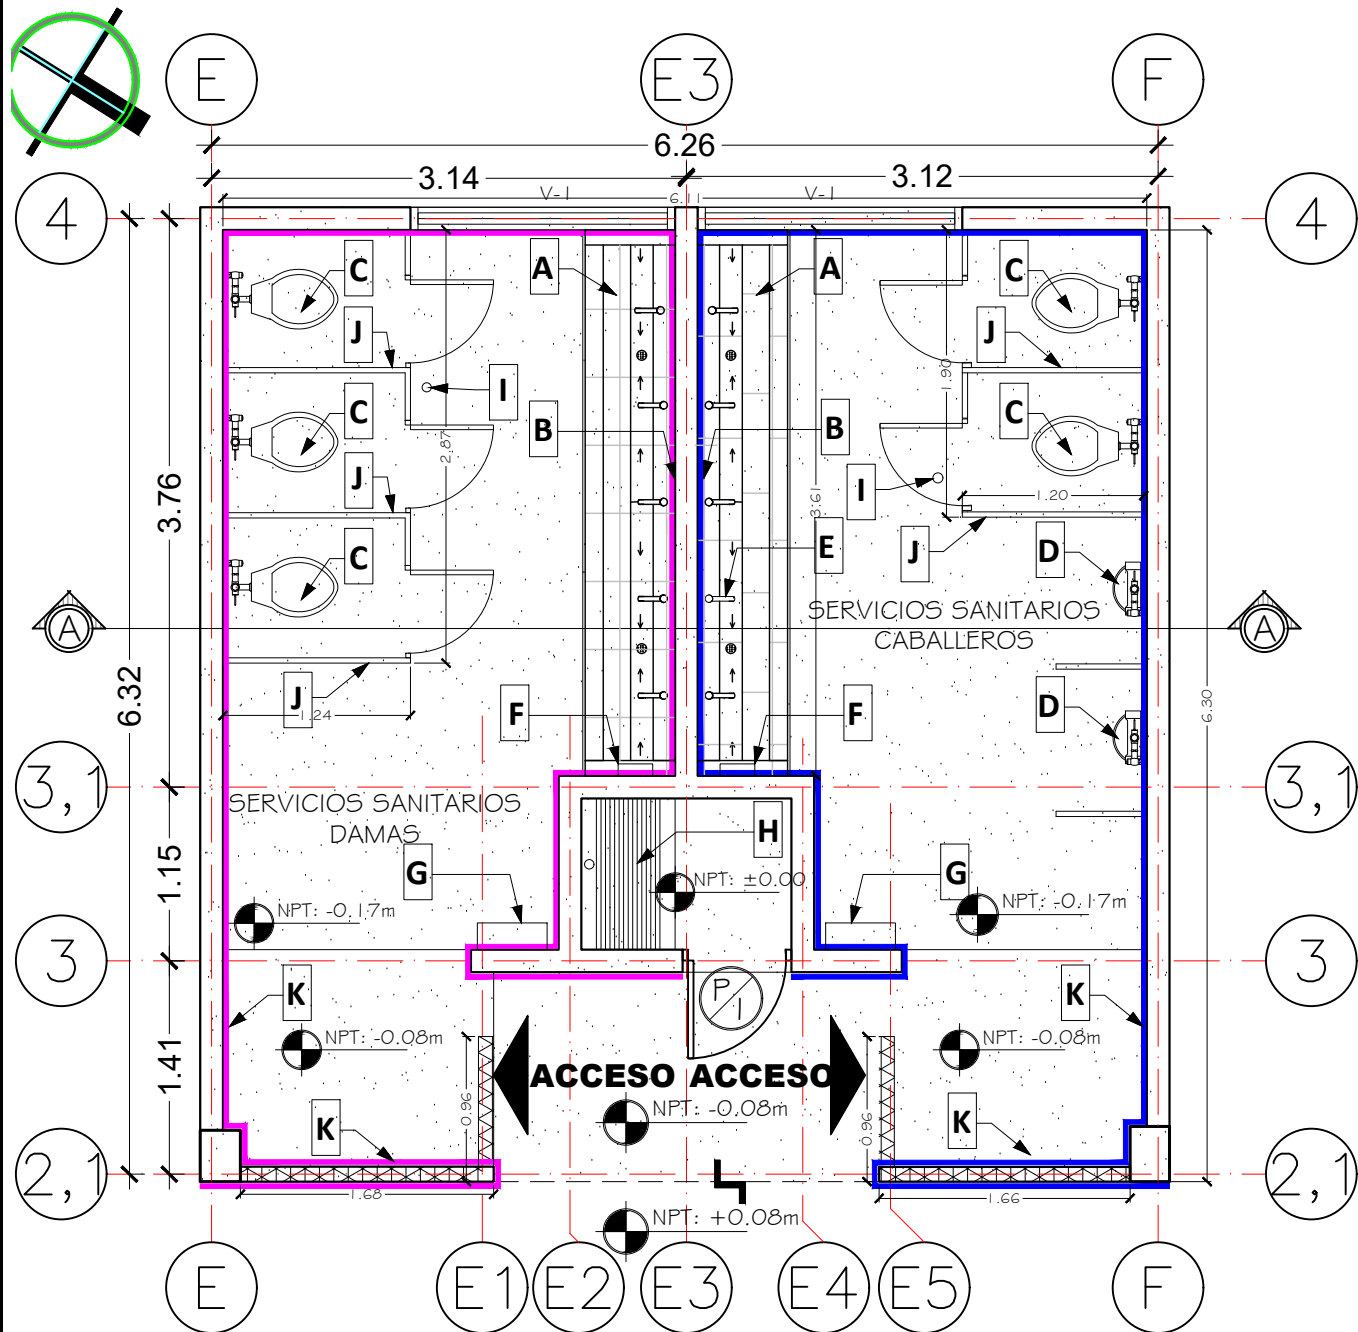 E E3 F
6.26
3.14 3.12
V-1 6.11 V-1
4 4
A A
C C
J J
1.90
I
C B B C
2.87
J I 1.20
3.76 3.61
E J D
C
SERVICIOS SANITARIOS
CABALLEROS
A A
6.32 J F F D 6.30
1.24
3,1 3,1
SERVICIOS SANITARIOS
DAMAS
H
1.15 G NPT: ±0.00 G
NPT: -0.17m NPT: -0.17m
3 3
K P K
1
NPT: -0.08m NPT: -0.08m
1.41 ACCESO ACCESO
0.96 NPT: -0.08m 0.96
K K
2,1 2,1
1.68 1.66
NPT: +0.08m
E E1 E2 E3 E4 E5 F